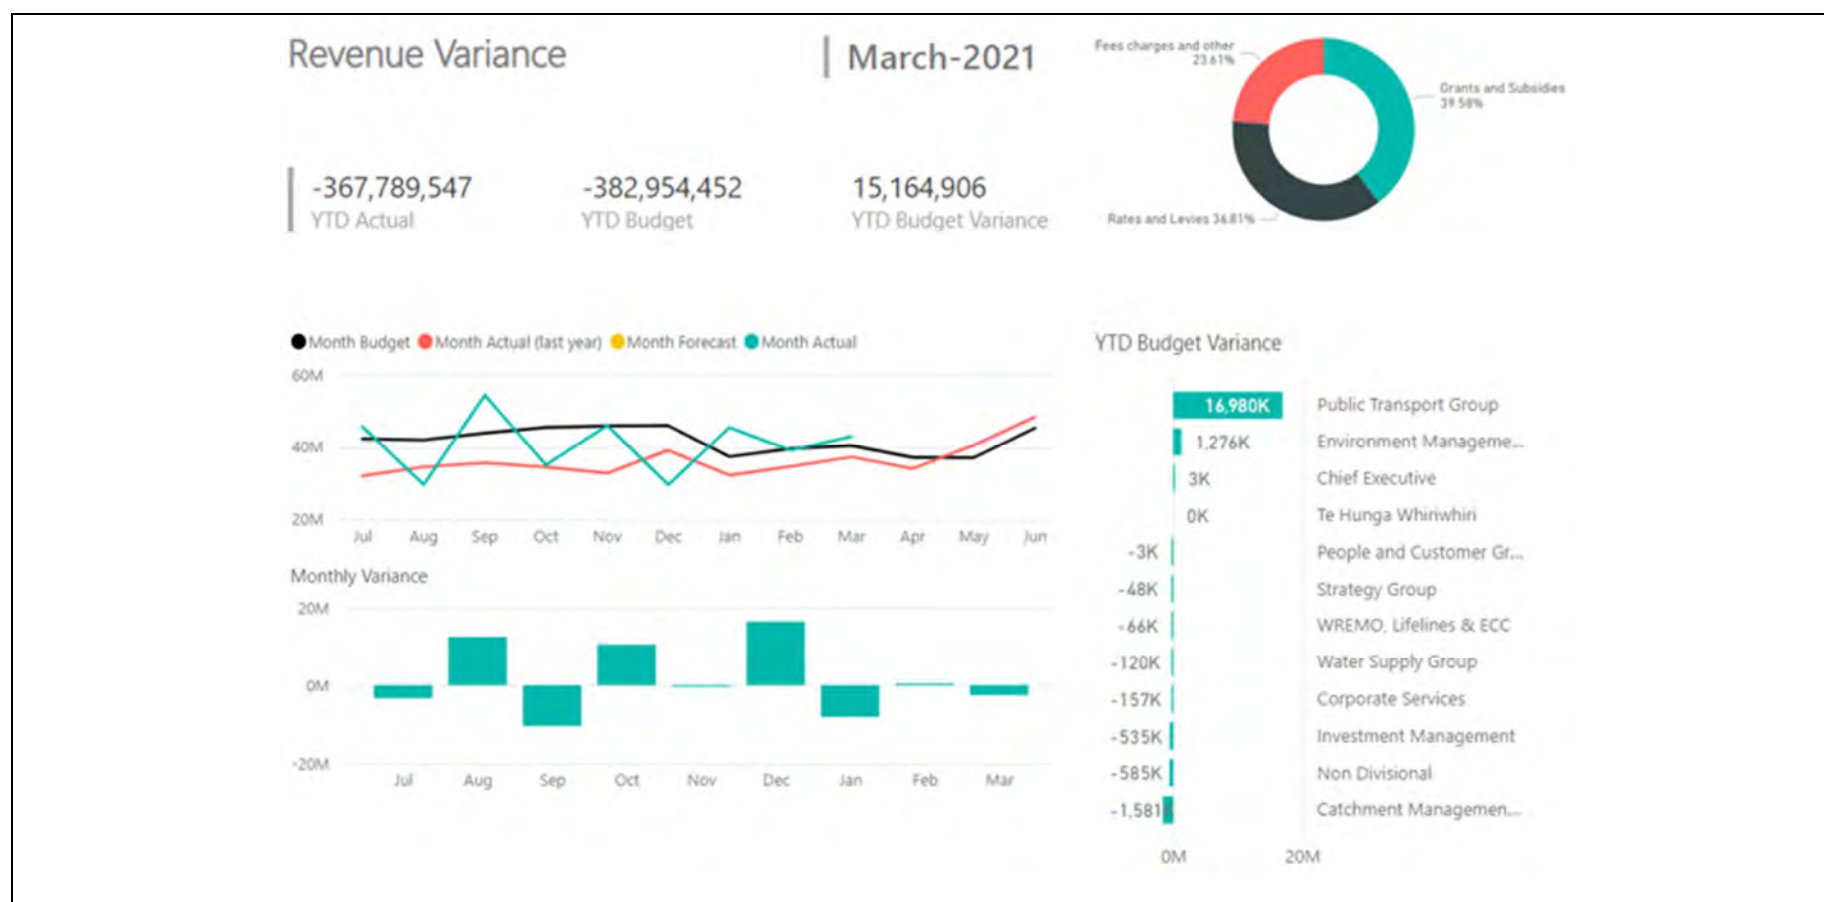 Revenue Variance
March-2021
Fees charges and other
23.61%
Grants and Subsidies
39.58%
Rates and Levies 36.81%
-367,789,547
YTD Actual
-382,954,452
YTD Budget
15,164,906
YTD Budget Variance
Month Budget Month Actual (last year) Month Forecast Month Actual
60M
40M
20M
Jul Aug Sep Oct Nov Dec Jan Feb Mar Apr May Jun
Monthly Variance
20M
0M
-20M
Jul Aug Sep Oct Nov Dec Jan Feb Mar
YTD Budget Variance
16,980K Public Transport Group
1,276K Environment Manageme...
3K Chief Executive
0K Te Hunga Whiriwhiri
-3K People and Customer Gr...
-48K Strategy Group
-66K WREMO, Lifelines & ECC
-120K Water Supply Group
-157K Corporate Services
-535K Investment Management
-585K Non Divisional
-1,581K Catchment Managemen...
0M 20M